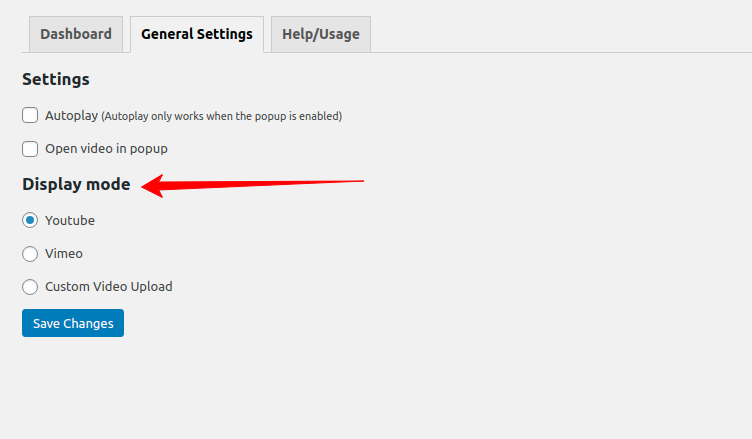 Dashboard General Settings Help/Usage
Settings
Autoplay (Autoplay only works when the popup is enabled)
Open video in popup
Display mode
Youtube
Vimeo
Custom Video Upload
Save Changes